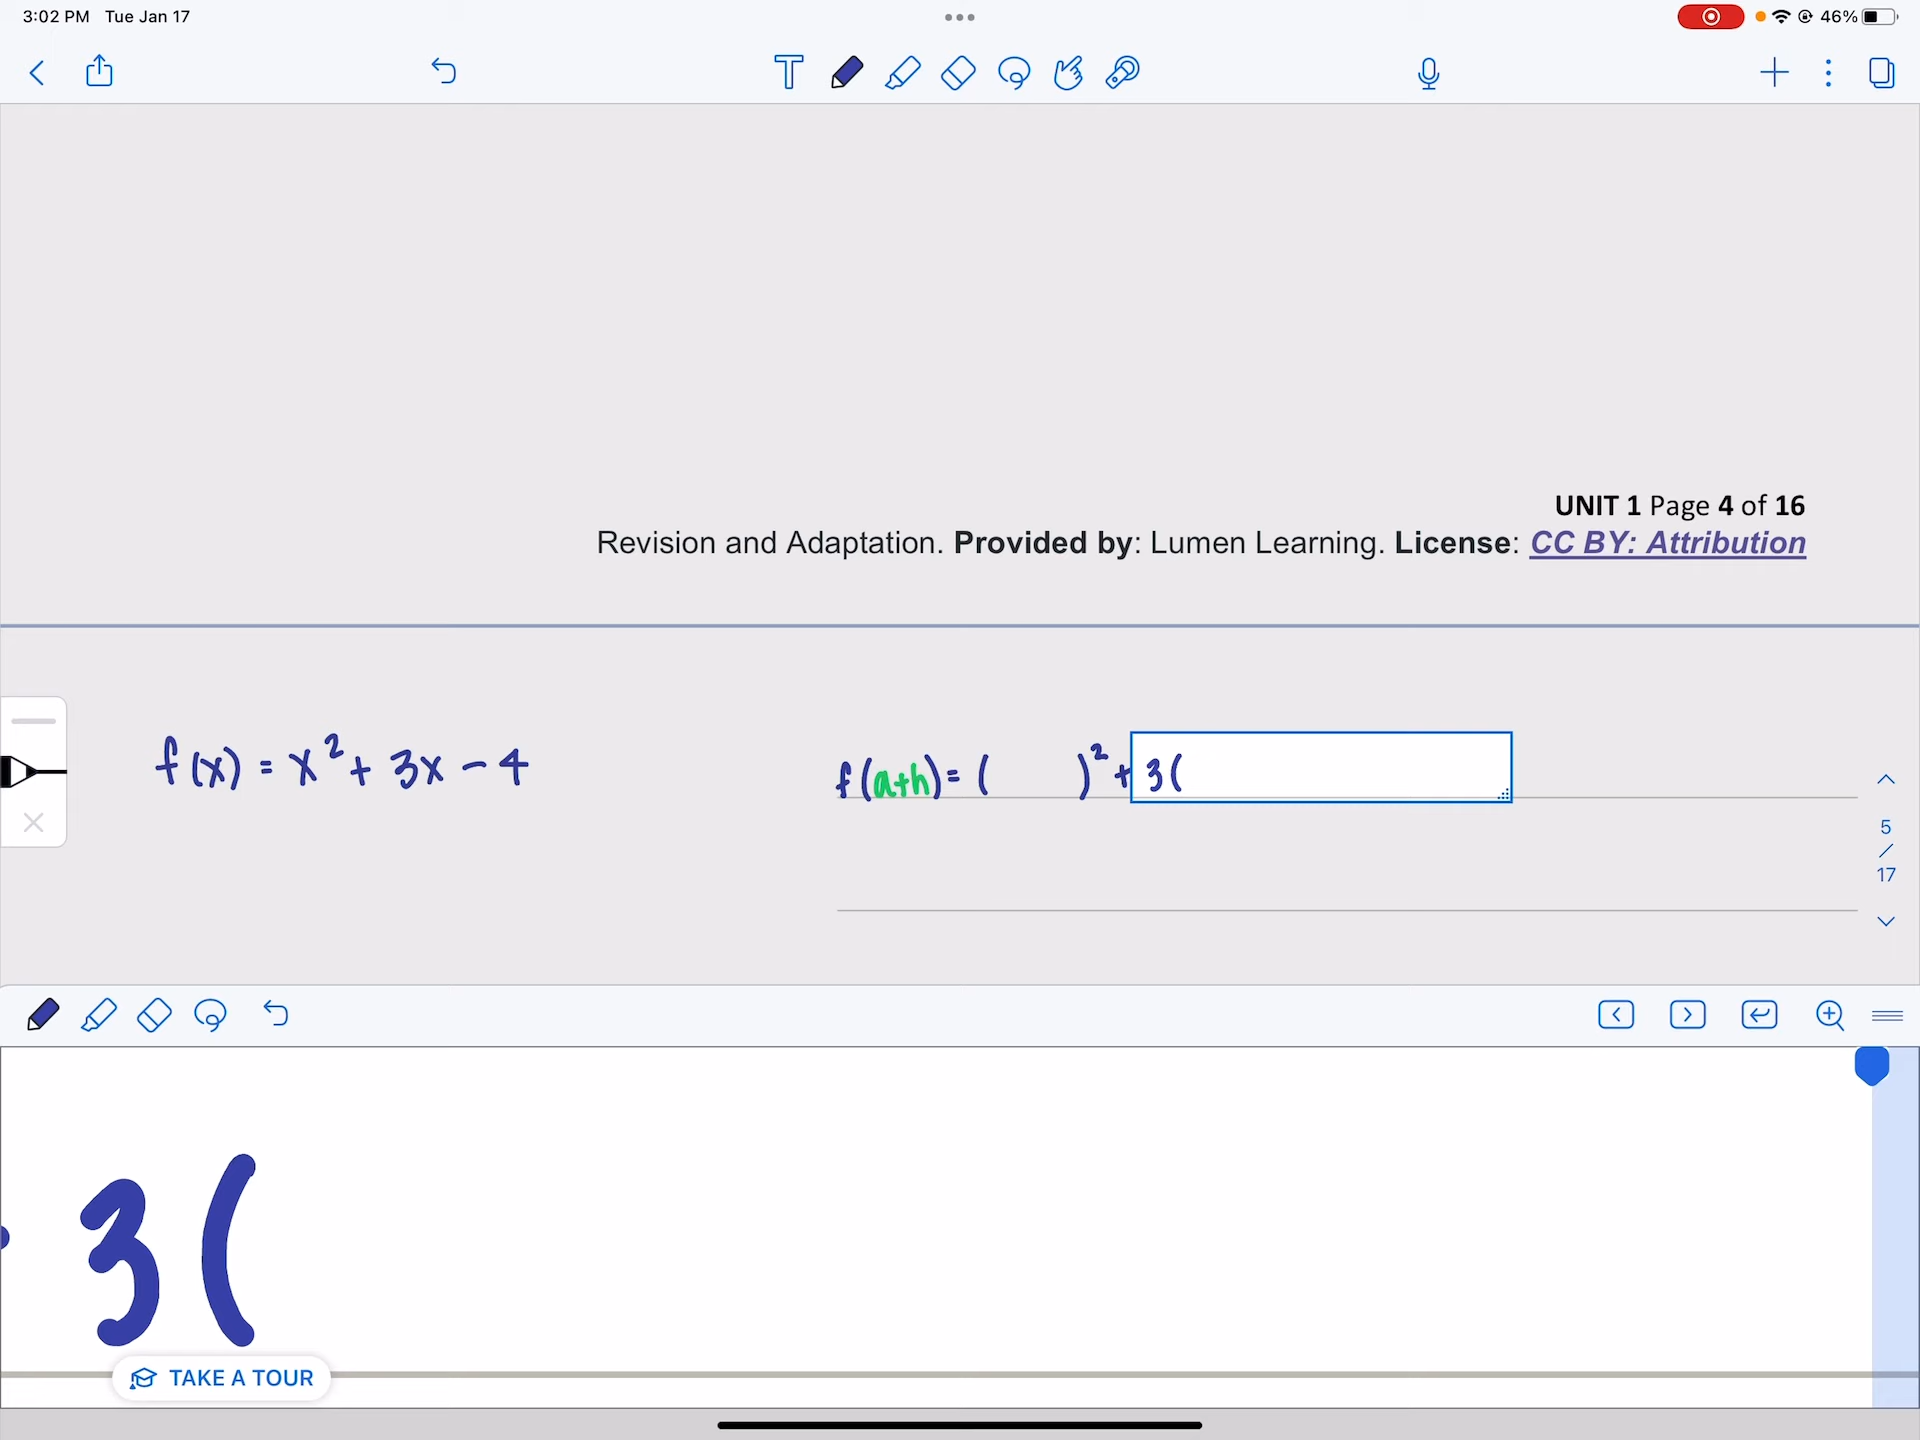 3:02 PM Tue Jan 17
46%
T
UNIT 1 Page 4 of 16
Revision and Adaptation. Provided by: Lumen Learning. License: CC BY: Attribution
f(x) = x² + 3x - 4
f(a+h) = ( )² + 3(
5
/
17
3(
TAKE A TOUR